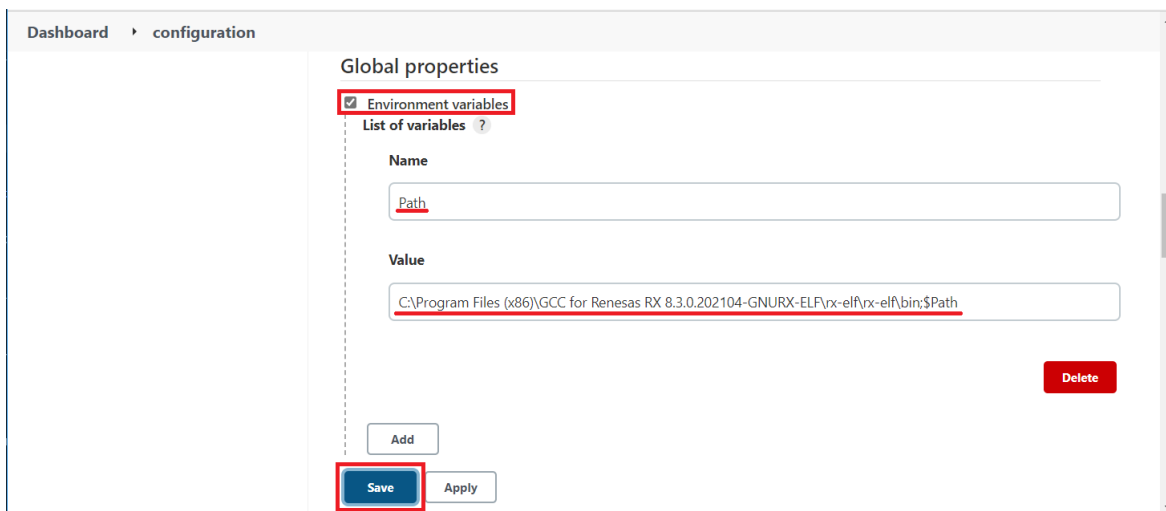 Dashboard ‣ configuration
Global properties
Environment variables
List of variables ?
Name
Path
Value
C:\Program Files (x86)\GCC for Renesas RX 8.3.0.202104-GNURX-ELF\rx-elf\rx-elf\bin;$Path
Delete
Add
Save Apply